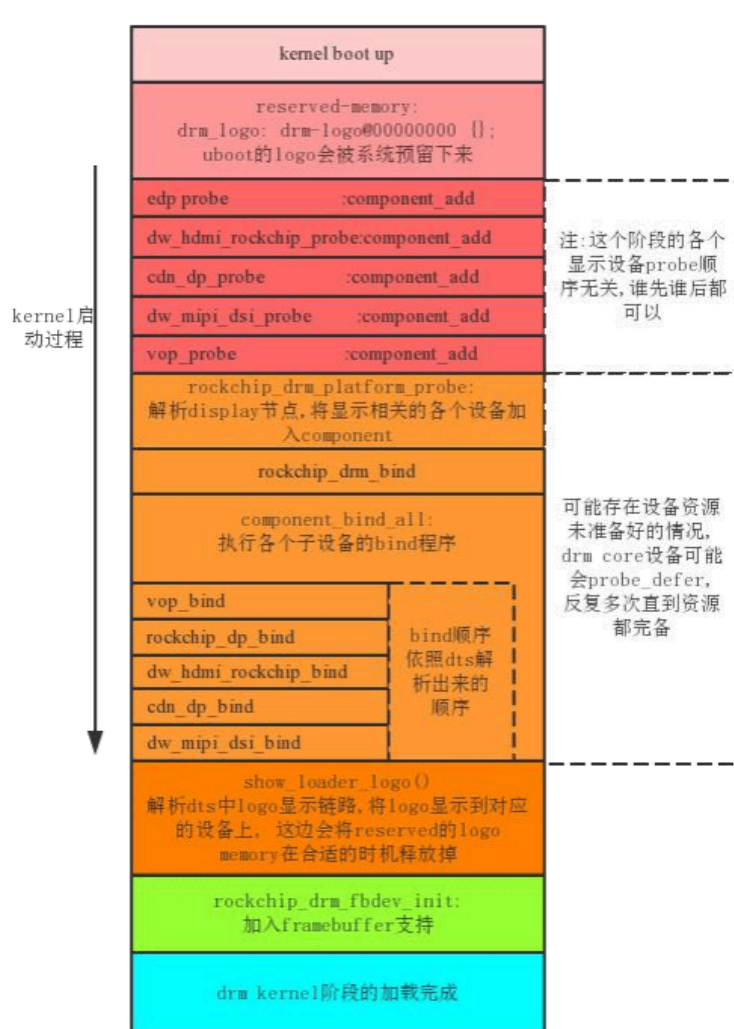 kernel boot up
reserved-memory:
drm_logo: drm-logo@00000000 {};
uboot的logo会被系统预留下来
edp probe :component_add
dw_hdmi_rockchip_probe:component_add
cdn_dp_probe :component_add
dw_mipi_dsi_probe :component_add
vop_probe :component_add
注:这个阶段的各个
显示设备probe顺
序无关,谁先谁后都
可以
kernel启
动过程
rockchip_drm_platform_probe:
解析display节点,将显示相关的各个设备加
入component
rockchip_drm_bind
component_bind_all:
执行各个子设备的bind程序
vop_bind
rockchip_dp_bind
dw_hdmi_rockchip_bind
cdn_dp_bind
dw_mipi_dsi_bind
bind顺序
依照dts解
析出来的
顺序
可能存在设备资源
未准备好的情况,
drm core设备可能
会probe_defer,
反复多次直到资源
都完备
show_loader_logo()
解析dts中logo显示链路,将logo显示到对应
的设备上, 这边会将reserved的logo
memory在合适的时机释放掉
rockchip_drm_fbdev_init:
加入framebuffer支持
drm kernel阶段的加载完成